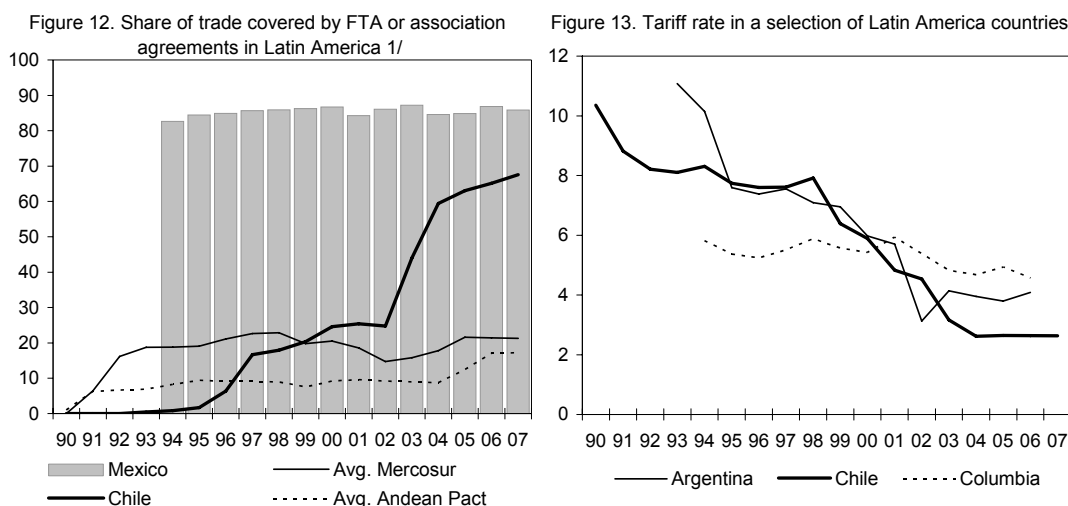 Figure 12. Share of trade covered by FTA or association
agreements in Latin America 1/
100
90
80
70
60
50
40
30
20
10
0
90 91 92 93 94 95 96 97 98 99 00 01 02 03 04 05 06 07
Mexico Avg. Mercosur
Chile Avg. Andean Pact
Figure 13. Tariff rate in a selection of Latin America countries
12
10
8
6
4
2
0
90 91 92 93 94 95 96 97 98 99 00 01 02 03 04 05 06 07
Argentina Chile Columbia